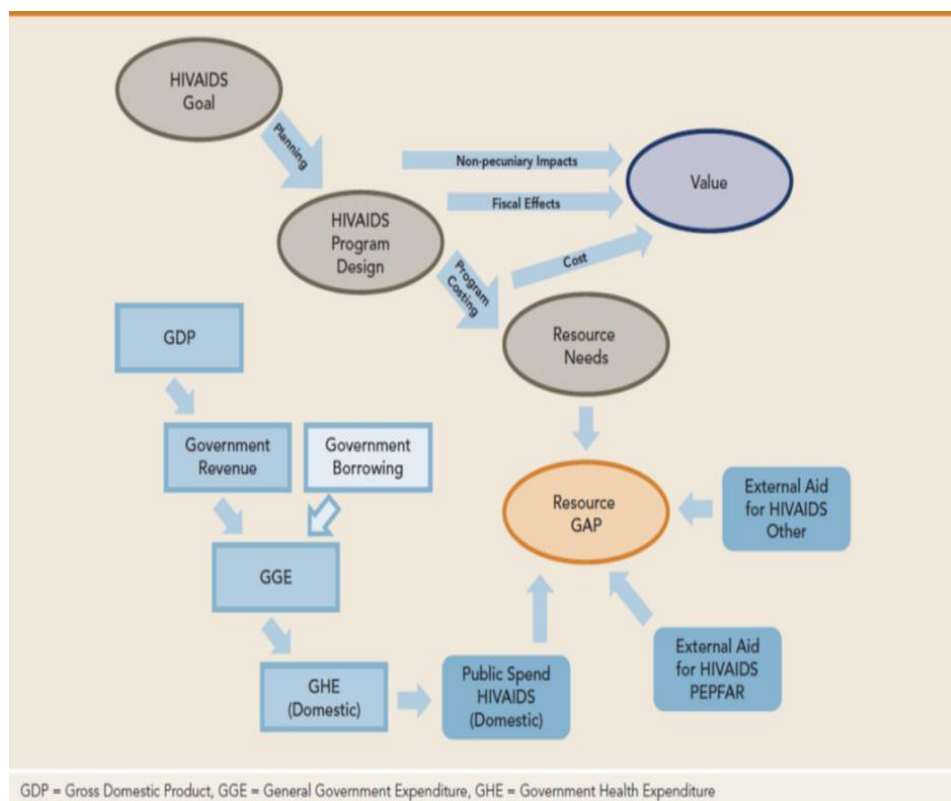 HIVAIDS
Goal
Planning
Non-pecuniary Impacts
Value
Fiscal Effects
HIVAIDS
Program
Design
Cost
Program
Costing
GDP
Resource
Needs
Government
Revenue
Government
Borrowing
Resource
GAP
External Aid
for HIVAIDS
Other
GGE
GHE
(Domestic)
Public Spend
HIVAIDS
(Domestic)
External Aid
for HIVAIDS
PEPFAR
GDP = Gross Domestic Product, GGE = General Government Expenditure, GHE = Government Health Expenditure